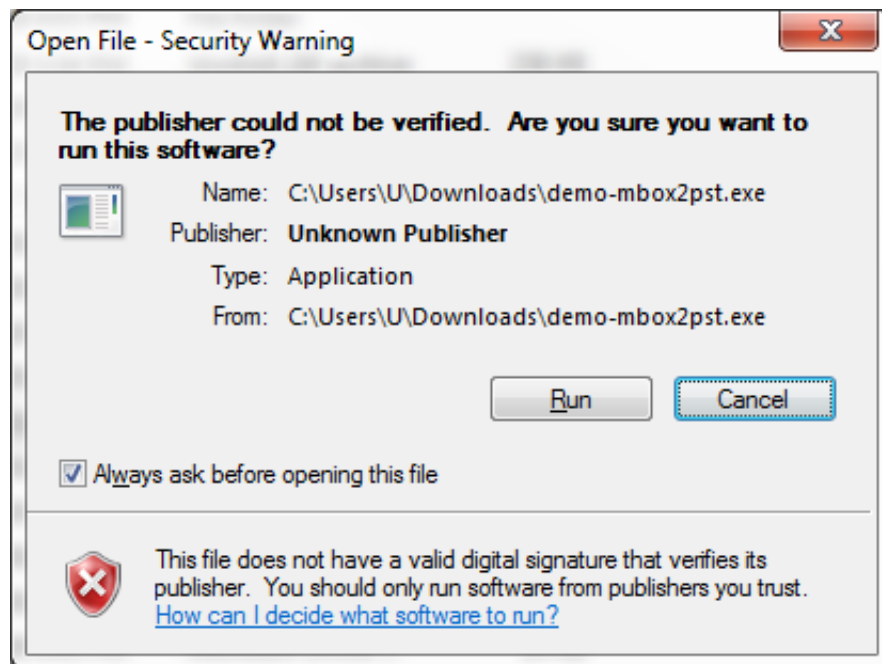 Open File - Security Warning
The publisher could not be verified.  Are you sure you want to
run this software?
Name: C:\Users\U\Downloads\demo-mbox2pst.exe
Publisher: Unknown Publisher
Type: Application
From: C:\Users\U\Downloads\demo-mbox2pst.exe
Run Cancel
Always ask before opening this file
This file does not have a valid digital signature that verifies its
publisher.  You should only run software from publishers you trust.
How can I decide what software to run?